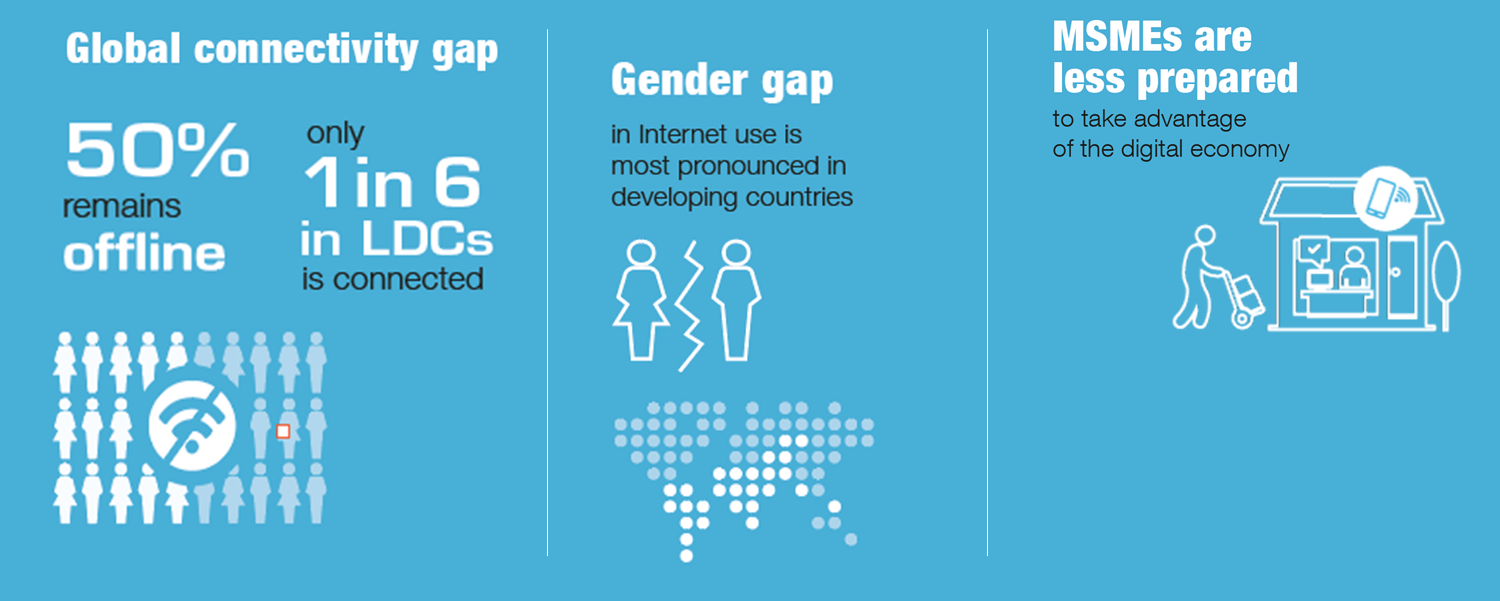 Global connectivity gap
50%
remains
offline
only
1 in 6
in LDCs
is connected
Gender gap
in Internet use is
most pronounced in
developing countries
MSMEs are
less prepared
to take advantage
of the digital economy